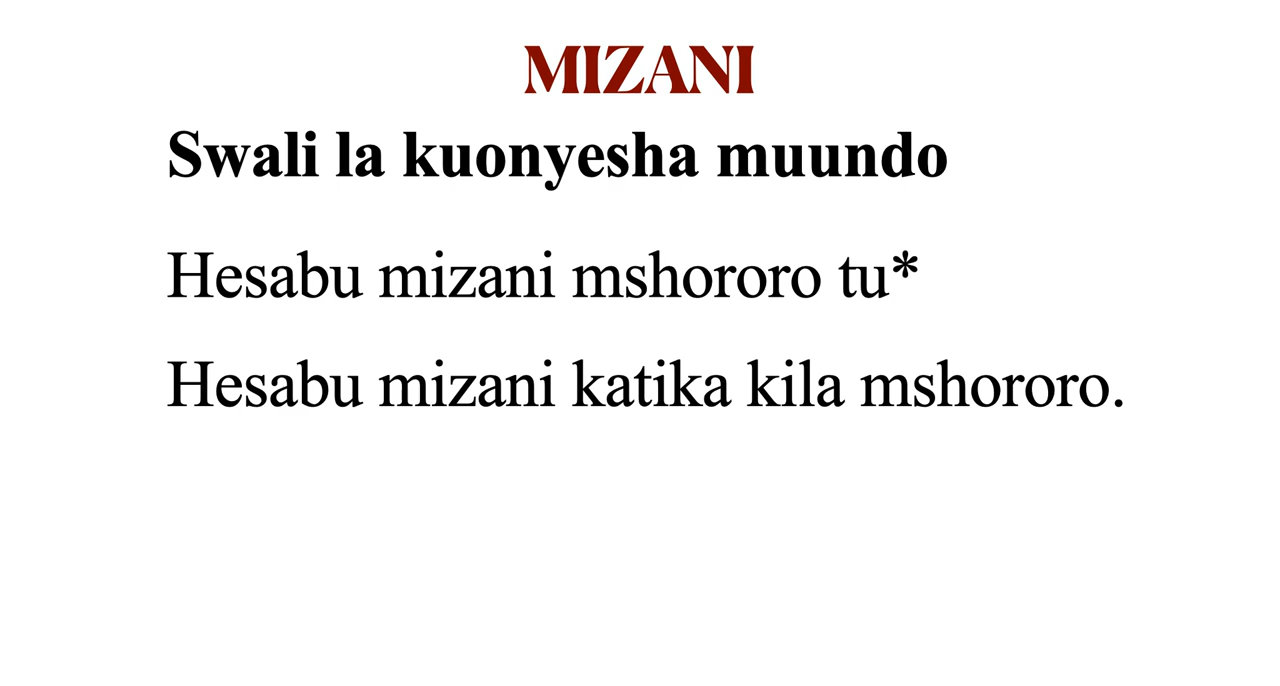 MIZANI
Swali la kuonyesha muundo
Hesabu mizani mshororo tu*
Hesabu mizani katika kila mshororo.